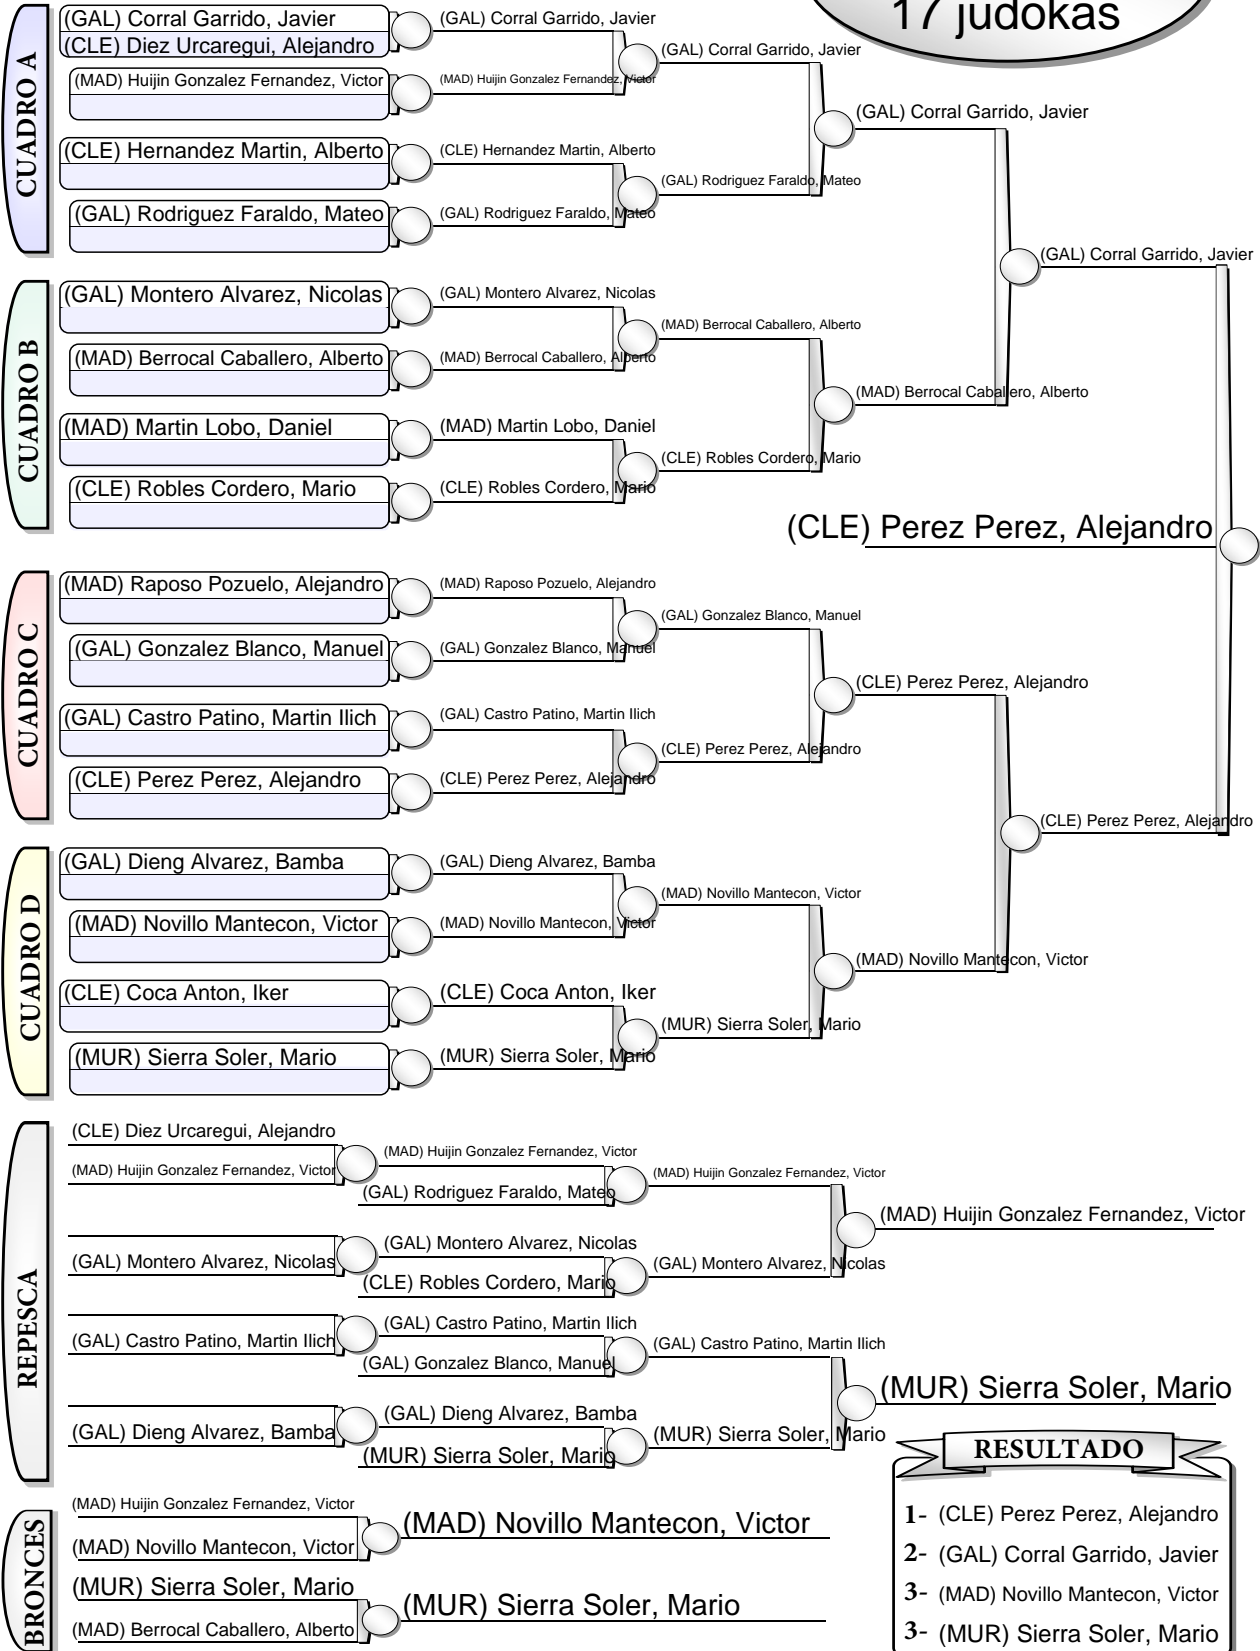 17 judokas
CUADRO A
(GAL) Corral Garrido, Javier
(CLE) Diez Urcaregui, Alejandro
(MAD) Huijin Gonzalez Fernandez, Victor
(CLE) Hernandez Martin, Alberto
(GAL) Rodriguez Faraldo, Mateo
(GAL) Corral Garrido, Javier
(MAD) Huijin Gonzalez Fernandez, Victor
(CLE) Hernandez Martin, Alberto
(GAL) Rodriguez Faraldo, Mateo
(GAL) Corral Garrido, Javier
(GAL) Rodriguez Faraldo, Mateo
(GAL) Corral Garrido, Javier
CUADRO B
(GAL) Montero Alvarez, Nicolas
(MAD) Berrocal Caballero, Alberto
(MAD) Martin Lobo, Daniel
(CLE) Robles Cordero, Mario
(GAL) Montero Alvarez, Nicolas
(MAD) Berrocal Caballero, Alberto
(MAD) Martin Lobo, Daniel
(CLE) Robles Cordero, Mario
(MAD) Berrocal Caballero, Alberto
(CLE) Robles Cordero, Mario
(MAD) Berrocal Caballero, Alberto
(GAL) Corral Garrido, Javier
(CLE) Perez Perez, Alejandro
CUADRO C
(MAD) Raposo Pozuelo, Alejandro
(GAL) Gonzalez Blanco, Manuel
(GAL) Castro Patino, Martin Ilich
(CLE) Perez Perez, Alejandro
(MAD) Raposo Pozuelo, Alejandro
(GAL) Gonzalez Blanco, Manuel
(GAL) Castro Patino, Martin Ilich
(CLE) Perez Perez, Alejandro
(GAL) Gonzalez Blanco, Manuel
(CLE) Perez Perez, Alejandro
(CLE) Perez Perez, Alejandro
CUADRO D
(GAL) Dieng Alvarez, Bamba
(MAD) Novillo Mantecon, Victor
(CLE) Coca Anton, Iker
(MUR) Sierra Soler, Mario
(GAL) Dieng Alvarez, Bamba
(MAD) Novillo Mantecon, Victor
(CLE) Coca Anton, Iker
(MUR) Sierra Soler, Mario
(MAD) Novillo Mantecon, Victor
(MUR) Sierra Soler, Mario
(MAD) Novillo Mantecon, Victor
(CLE) Perez Perez, Alejandro
REPESCA
(CLE) Diez Urcaregui, Alejandro
(MAD) Huijin Gonzalez Fernandez, Victor
(GAL) Montero Alvarez, Nicolas
(GAL) Castro Patino, Martin Ilich
(GAL) Dieng Alvarez, Bamba
(MAD) Huijin Gonzalez Fernandez, Victor
(GAL) Rodriguez Faraldo, Mateo
(GAL) Montero Alvarez, Nicolas
(CLE) Robles Cordero, Mario
(GAL) Castro Patino, Martin Ilich
(GAL) Gonzalez Blanco, Manuel
(GAL) Dieng Alvarez, Bamba
(MUR) Sierra Soler, Mario
(MAD) Huijin Gonzalez Fernandez, Victor
(GAL) Montero Alvarez, Nicolas
(GAL) Castro Patino, Martin Ilich
(MUR) Sierra Soler, Mario
(MAD) Huijin Gonzalez Fernandez, Victor
(MUR) Sierra Soler, Mario
BRONCES
(MAD) Huijin Gonzalez Fernandez, Victor
(MAD) Novillo Mantecon, Victor
(MUR) Sierra Soler, Mario
(MAD) Berrocal Caballero, Alberto
(MAD) Novillo Mantecon, Victor
(MUR) Sierra Soler, Mario
RESULTADO
1- (CLE) Perez Perez, Alejandro
2- (GAL) Corral Garrido, Javier
3- (MAD) Novillo Mantecon, Victor
3- (MUR) Sierra Soler, Mario